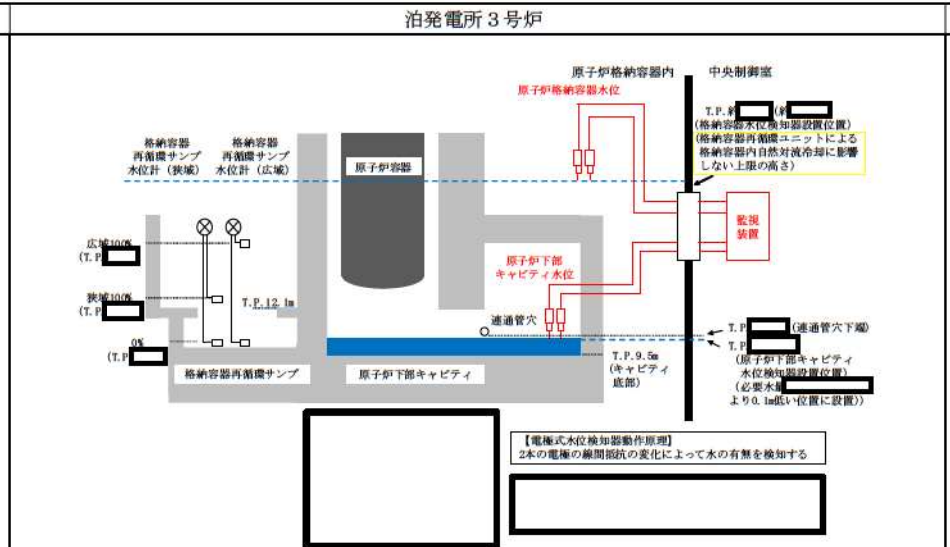 泊発電所３号炉
原子炉格納容器内
中央制御室
原子炉格納容器水位
T.P.約 (約
(格納容器水位検知器設置位置)
(格納容器再循環ユニットによる
格納容器内自然対流冷却に影響
しない上限の高さ)
格納容器
再循環サンプ
水位計（狭域）
格納容器
再循環サンプ
水位計（広域）
原子炉容器
監視
装置
広域100%
(T.P.
狭域100%
(T.P.
0%
(T.P.
T.P.12.1m
原子炉下部
キャビティ水位
連通管穴
T.P. (連通管穴下端)
T.P.
(原子炉下部キャビティ
水位検知器設置位置)
(必要水量
より0.1m低い位置に設置))
T.P.9.5m
(キャビティ
底部)
格納容器再循環サンプ
原子炉下部キャビティ
【電極式水位検知器動作原理】
2本の電極の線間抵抗の変化によって水の有無を検知する